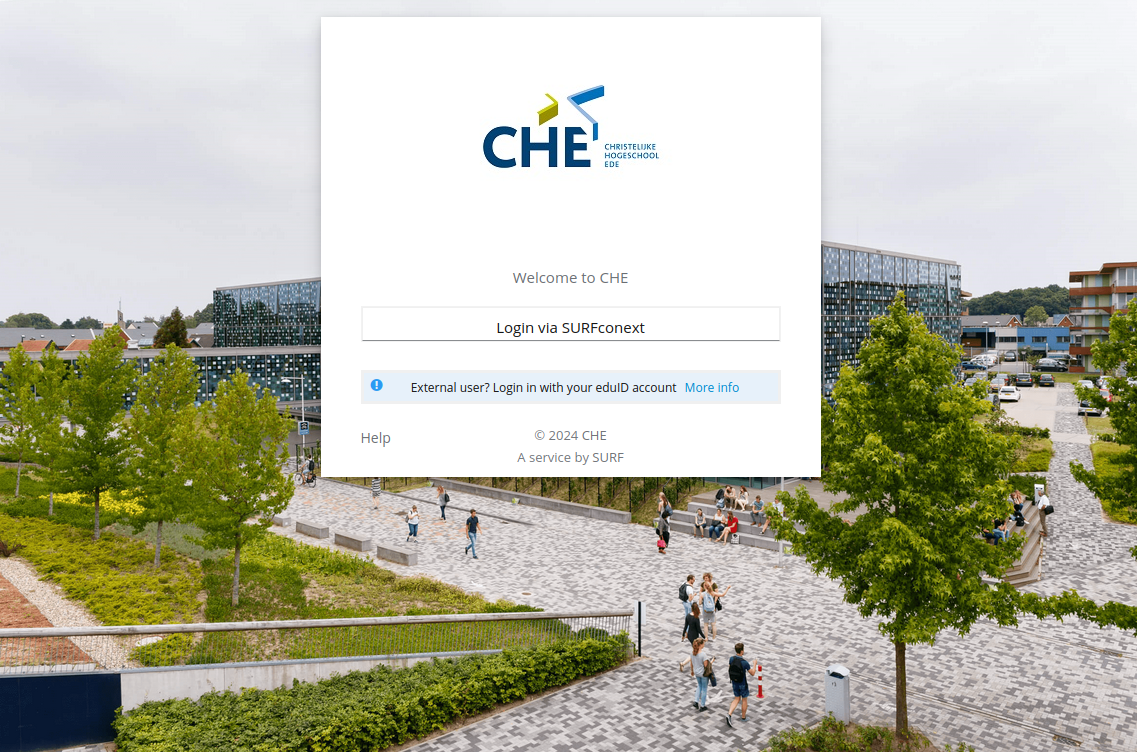 CHE
CHRISTELIJKE
HOGESCHOOL
EDE
Welcome to CHE
Login via SURFconext
External user? Login in with your eduID account More info
Help
© 2024 CHE
A service by SURF